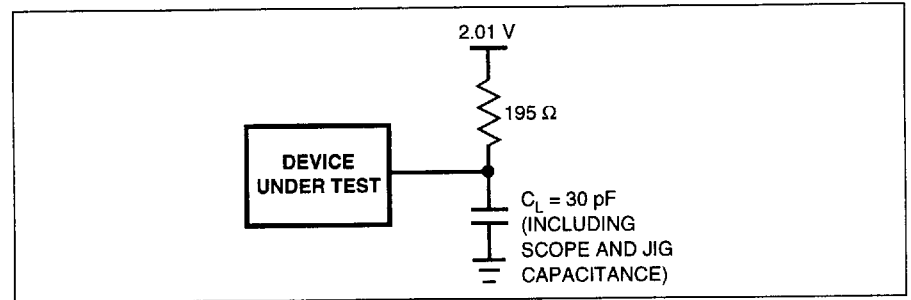 2.01 V
195 Ω
DEVICE
UNDER TEST
C_L = 30 pF
(INCLUDING
SCOPE AND JIG
CAPACITANCE)